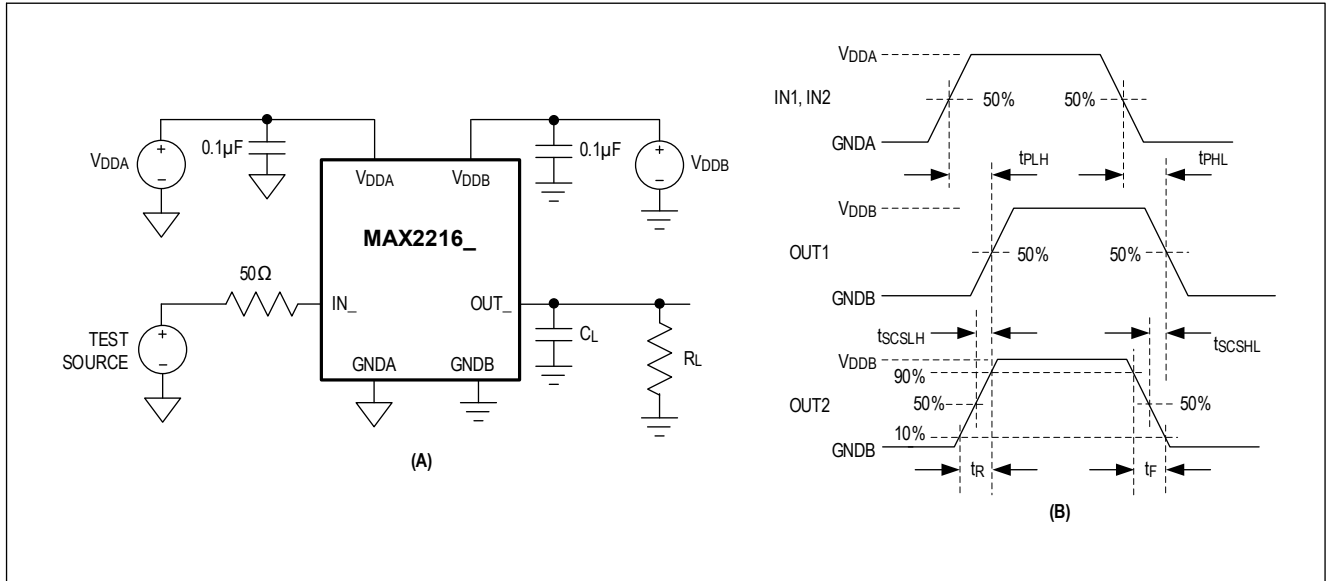 VDDA
0.1µF
0.1µF
VDDB
+
−
+
−
VDDA
VDDB
MAX2216_
50Ω
IN_
OUT_
TEST
SOURCE
+
−
CL
RL
GNDA
GNDB
(A)
VDDA
IN1, IN2
50%
50%
GNDA
tPLH
tPHL
VDDB
OUT1
50%
50%
GNDB
tSCSLH
tSCSHL
VDDB
90%
OUT2
50%
50%
10%
GNDB
tR
tF
(B)